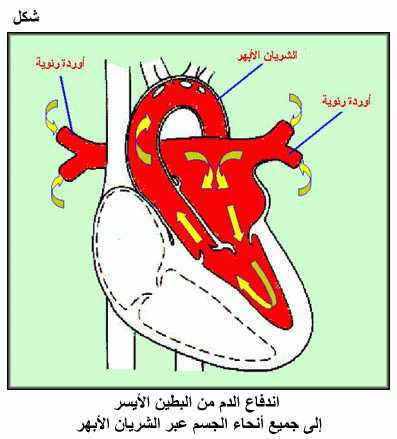 شكل
الشريان الأبهر
أوردة رئوية
أوردة رئوية
اندفاع الدم من البطين الأيسر
إلى جميع أنحاء الجسم عبر الشريان الأبهر